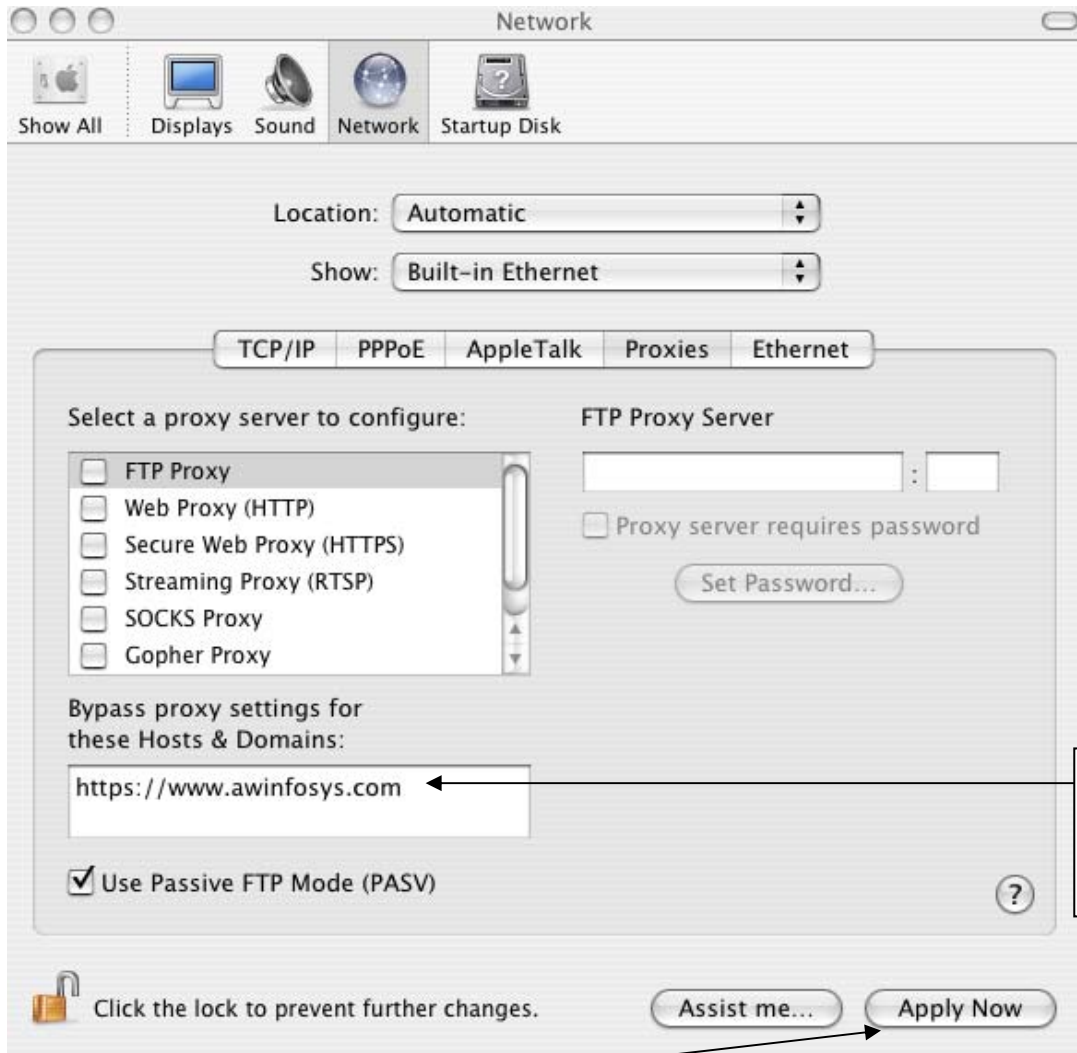 Network
Show All
Displays
Sound
Network
Startup Disk
Location: Automatic
Show: Built-in Ethernet
TCP/IP
PPPoE
AppleTalk
Proxies
Ethernet
Select a proxy server to configure:
FTP Proxy
Web Proxy (HTTP)
Secure Web Proxy (HTTPS)
Streaming Proxy (RTSP)
SOCKS Proxy
Gopher Proxy
FTP Proxy Server
:
Proxy server requires password
Set Password...
Bypass proxy settings for
these Hosts & Domains:
https://www.awinfosys.com
Use Passive FTP Mode (PASV)
?
Click the lock to prevent further changes.
Assist me...
Apply Now